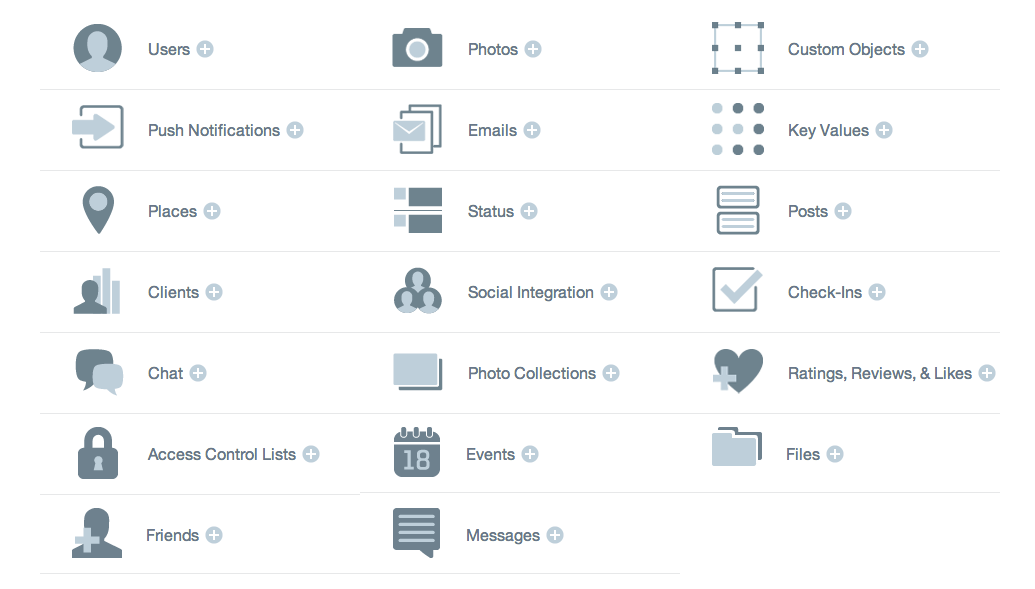 Users
Photos
Custom Objects
Push Notifications
Emails
Key Values
Places
Status
Posts
Clients
Social Integration
Check-Ins
Chat
Photo Collections
Ratings, Reviews, & Likes
Access Control Lists
18
Events
Files
Friends
Messages